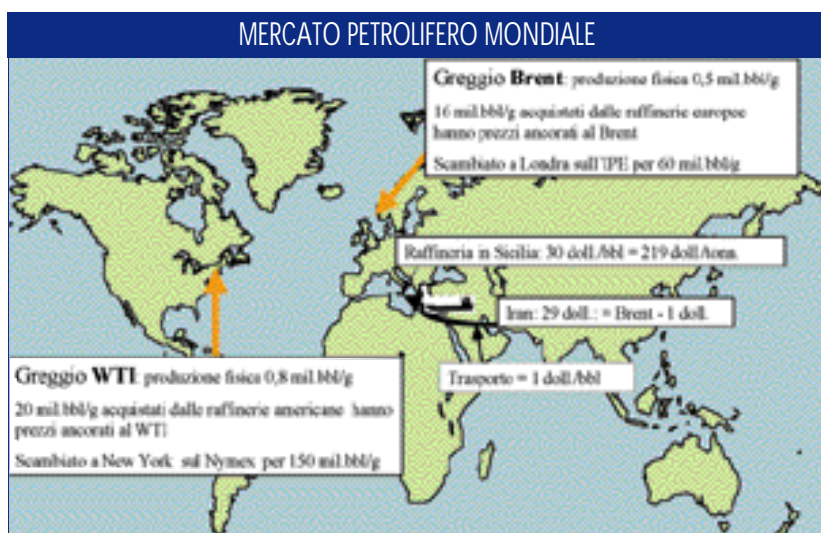 MERCATO PETROLIFERO MONDIALE
Greggio Brent: produzione fisica 0,5 mil.bbl/g
16 mil.bbl/g acquistati dalle raffinerie europee
hanno prezzi ancorati al Brent
Scambiato a Londra sull'IPE per 60 mil.bbl/g
Raffineria in Sicilia: 30 doll./bbl = 219 doll./tonn.
Iran: 29 doll.: = Brent - 1 doll.
Trasporto = 1 doll./bbl
Greggio WTI: produzione fisica 0,8 mil.bbl/g
20 mil.bbl/g acquistati dalle raffinerie americane hanno
prezzi ancorati al WTI
Scambiato a New York sul Nymex per 150 mil.bbl/g